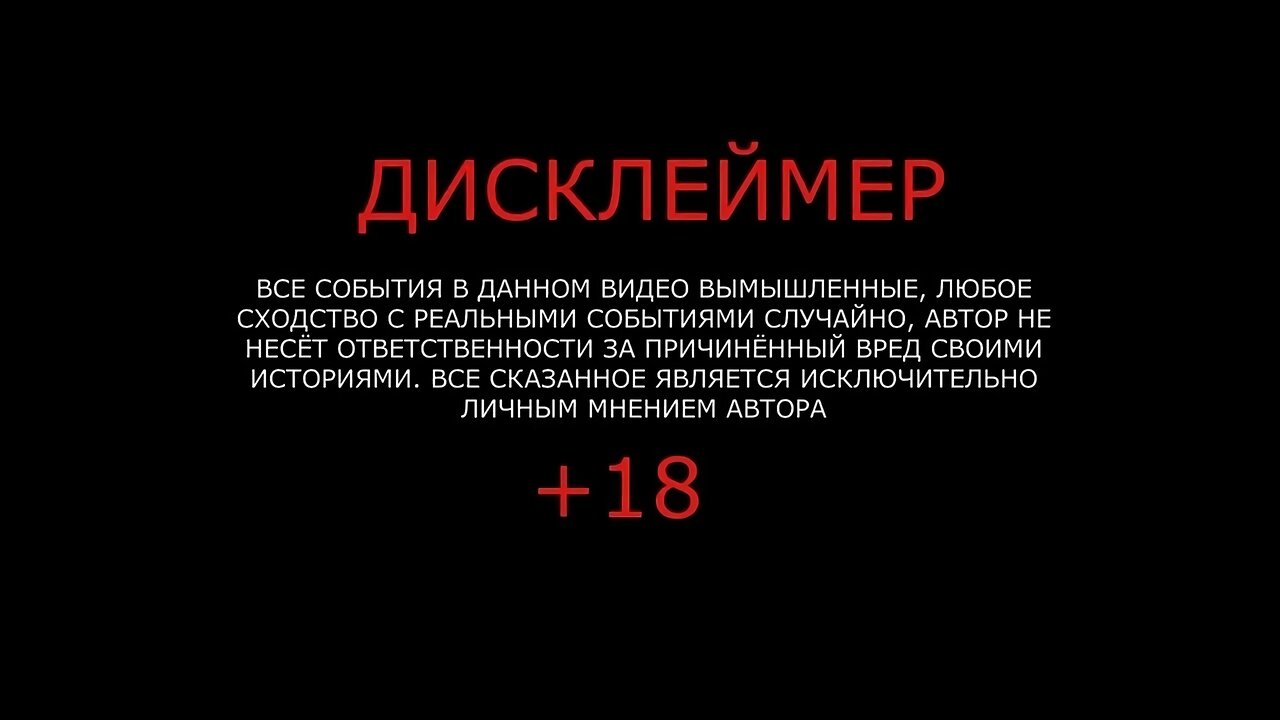 ДИСКЛЕЙМЕР
ВСЕ СОБЫТИЯ В ДАННОМ ВИДЕО ВЫМЫШЛЕННЫЕ, ЛЮБОЕ
СХОДСТВО С РЕАЛЬНЫМИ СОБЫТИЯМИ СЛУЧАЙНО, АВТОР НЕ
НЕСЁТ ОТВЕТСТВЕННОСТИ ЗА ПРИЧИНЁННЫЙ ВРЕД СВОИМИ
ИСТОРИЯМИ. ВСЕ СКАЗАННОЕ ЯВЛЯЕТСЯ ИСКЛЮЧИТЕЛЬНО
ЛИЧНЫМ МНЕНИЕМ АВТОРА
+18